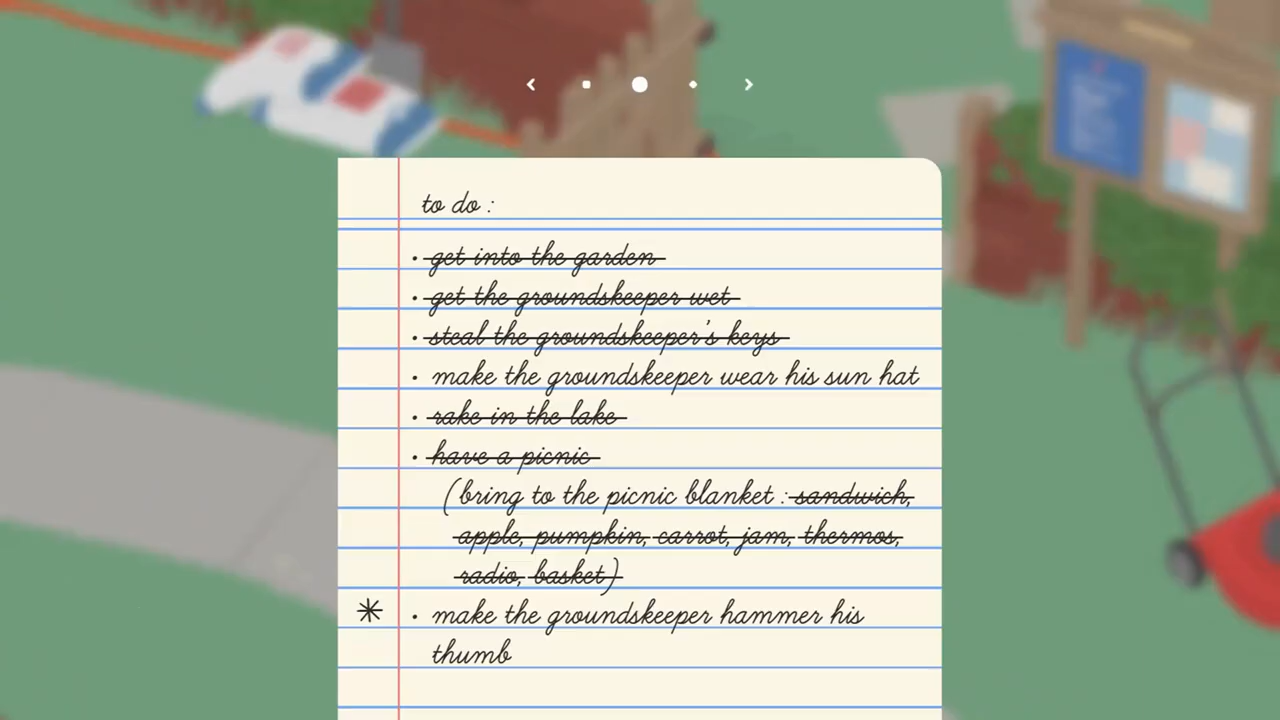 to do :
• get into the garden
• get the groundskeeper wet
• steal the groundskeeper's keys
• make the groundskeeper wear his sun hat
• rake in the lake
• have a picnic
(bring to the picnic blanket : sandwich,
apple, pumpkin, carrot, jam, thermos,
radio, basket)
* • make the groundskeeper hammer his
thumb